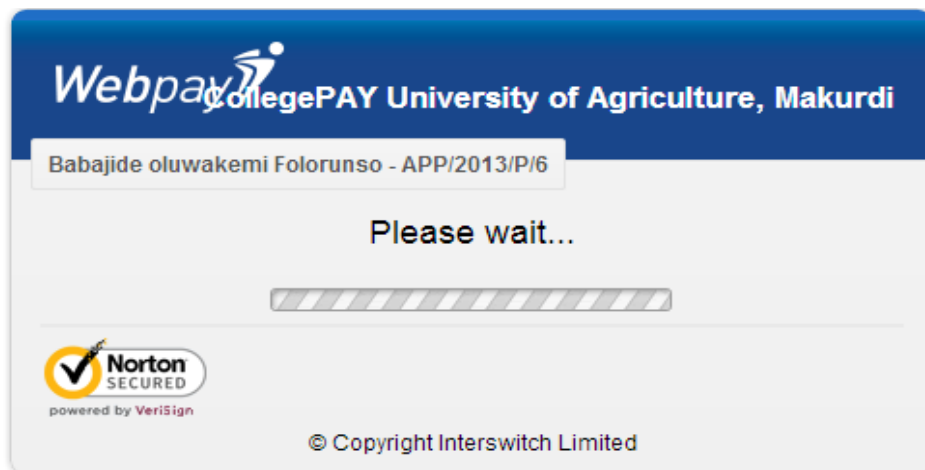 Webpay
CollegePAY University of Agriculture, Makurdi
Babajide oluwakemi Folorunso - APP/2013/P/6
Please wait...
Norton
SECURED
powered by VeriSign
© Copyright Interswitch Limited